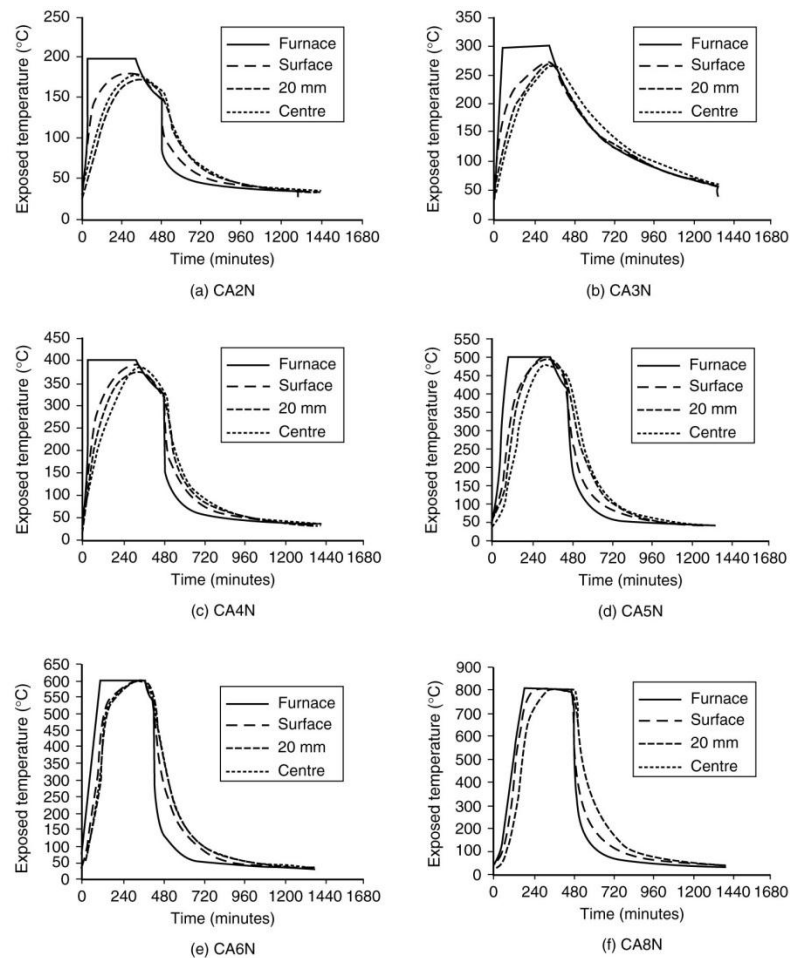 Exposed temperature (°C)
200
150
100
50
0
0 240 480 720 960 1200 1440 1680
Time (minutes)
Furnace
Surface
20 mm
Centre
(a) CA2N
Exposed temperature (°C)
350
300
250
200
150
100
50
0
0 240 480 720 960 1200 1440 1680
Time (minutes)
Furnace
Surface
20 mm
Centre
(b) CA3N
Exposed temperature (°C)
450
400
350
300
250
200
150
100
50
0
0 240 480 720 960 1200 1440 1680
Time (minutes)
Furnace
Surface
20 mm
Centre
(c) CA4N
Exposed temperature (°C)
550
500
450
400
350
300
250
200
150
100
50
0
0 240 480 720 960 1200 1440 1680
Time (minutes)
Furnace
Surface
20 mm
Centre
(d) CA5N
Exposed temperature (°C)
650
600
550
500
450
400
350
300
250
200
150
100
50
0
0 240 480 720 960 1200 1440 1680
Time (minutes)
Furnace
Surface
20 mm
Centre
(e) CA6N
Exposed temperature (°C)
900
800
700
600
500
400
300
200
100
0
0 240 480 720 960 1200 1440 1680
Time (minutes)
Furnace
Surface
20 mm
Centre
(f) CA8N